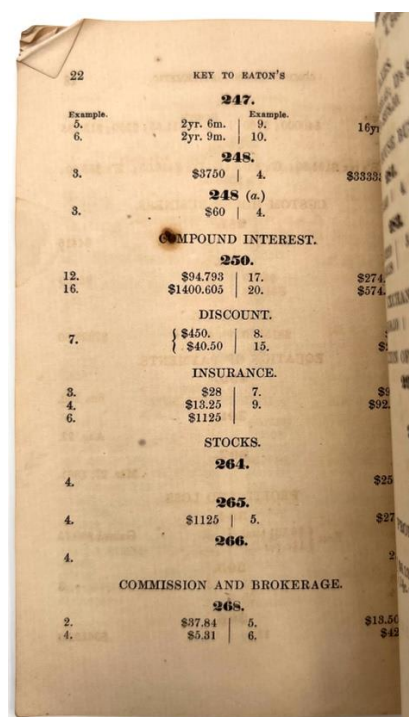 22 KEY TO EATON'S
247.
Example. Example.
5. 2yr. 6m. 9.
6. 2yr. 9m. 10.
248.
3. $3750 4.
248 (a.)
3. $60 4.
COMPOUND INTEREST.
250.
12. $94.793 17. $274.
16. $1400.605 20. $574.
DISCOUNT.
7. { $450. 8.
$40.50 15.
INSURANCE.
3. $28 7.
4. $13.25 9. $92.
6. $1125
STOCKS.
264.
4. $25
265.
4. $1125 5. $27
266.
4.
COMMISSION AND BROKERAGE.
268.
2. $37.84 5. $13.50
4. $5.31 6. $42